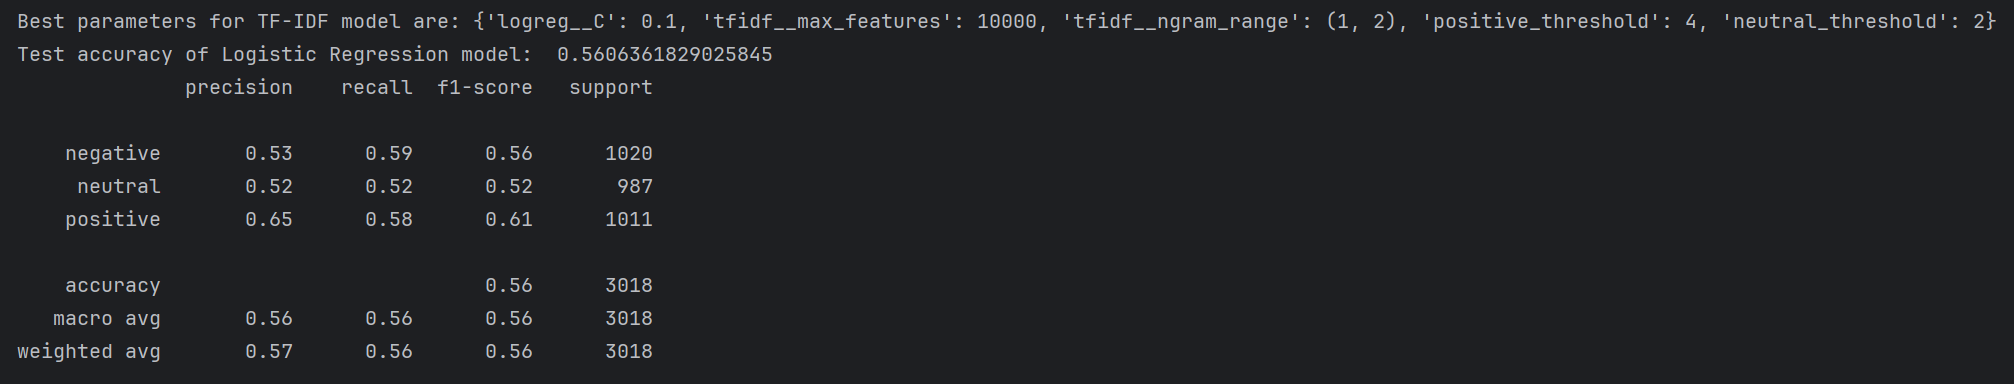 Best parameters for TF-IDF model are: {'logreg__C': 0.1, 'tfidf__max_features': 10000, 'tfidf__ngram_range': (1, 2), 'positive_threshold': 4, 'neutral_threshold': 2}
Test accuracy of Logistic Regression model:  0.5606361829025845
              precision    recall  f1-score   support

    negative       0.53      0.59      0.56      1020
     neutral       0.52      0.52      0.52       987
    positive       0.65      0.58      0.61      1011

    accuracy                           0.56      3018
   macro avg       0.56      0.56      0.56      3018
weighted avg       0.57      0.56      0.56      3018